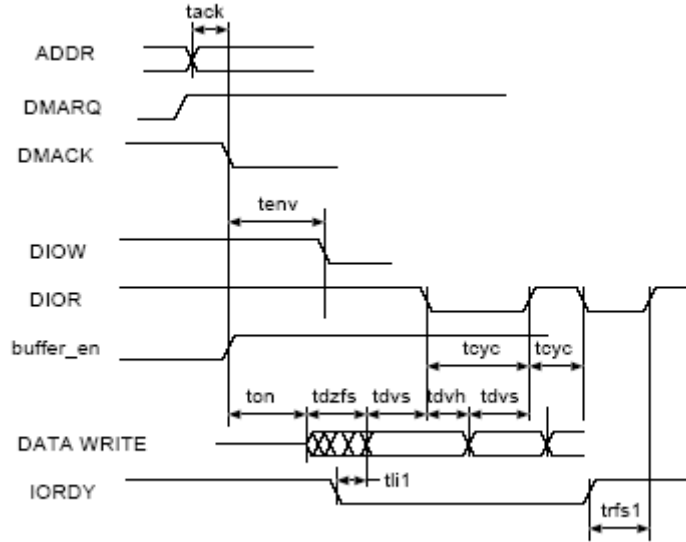 tack
ADDR
DMARQ
DMACK
tenv
DIOW
DIOR
buffer_en
tcyc tcyc
ton tdzfs tdvs tdvh tdvs
DATA WRITE
tli1
IORDY
trfs1